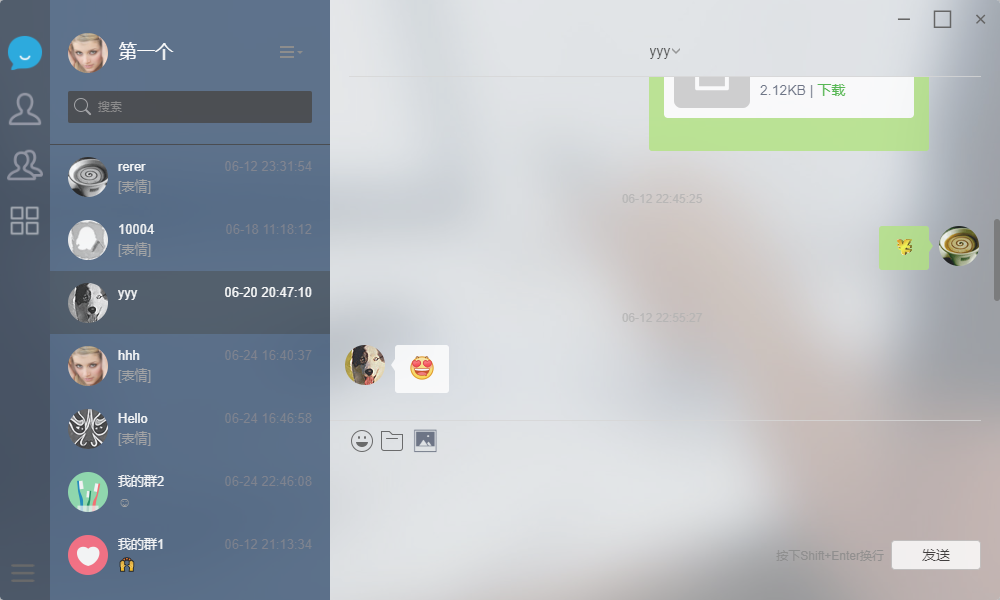 第一个
搜索
rerer 06-12 23:31:54
[表情]
10004 06-18 11:18:12
[表情]
yyy 06-20 20:47:10
hhh 06-24 16:40:37
[表情]
Hello 06-24 16:46:58
[表情]
我的群2 06-24 22:46:08
我的群1 06-12 21:13:34
yyy
2.12KB | 下载
06-12 22:45:25
06-12 22:55:27
按下Shift+Enter换行
发送